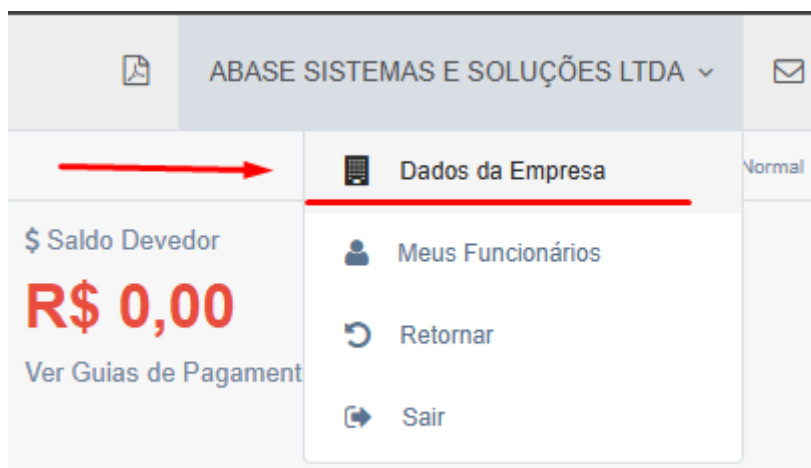 ABASE SISTEMAS E SOLUÇÕES LTDA
Dados da Empresa
Normal
$ Saldo Devedor
Meus Funcionários
R$ 0,00
Retornar
Ver Guias de Pagament
Sair